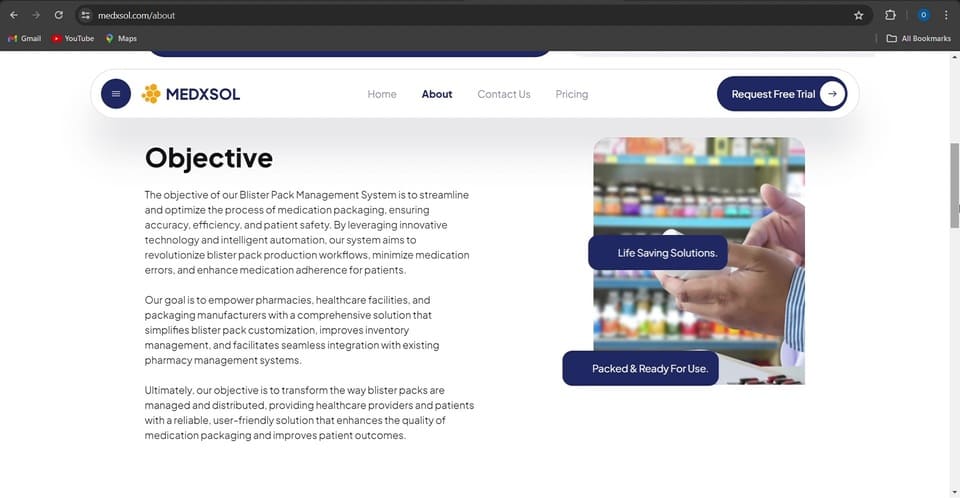 medxsol.com/about
O
Gmail
YouTube
Maps
All Bookmarks
MEDXSOL
Home
About
Contact Us
Pricing
Request Free Trial
Objective
The objective of our Blister Pack Management System is to streamline
and optimize the process of medication packaging, ensuring
accuracy, efficiency, and patient safety. By leveraging innovative
technology and intelligent automation, our system aims to
revolutionize blister pack production workflows, minimize medication
errors, and enhance medication adherence for patients.
Our goal is to empower pharmacies, healthcare facilities, and
packaging manufacturers with a comprehensive solution that
simplifies blister pack customization, improves inventory
management, and facilitates seamless integration with existing
pharmacy management systems.
Ultimately, our objective is to transform the way blister packs are
managed and distributed, providing healthcare providers and patients
with a reliable, user-friendly solution that enhances the quality of
medication packaging and improves patient outcomes.
Life Saving Solutions.
Packed & Ready For Use.